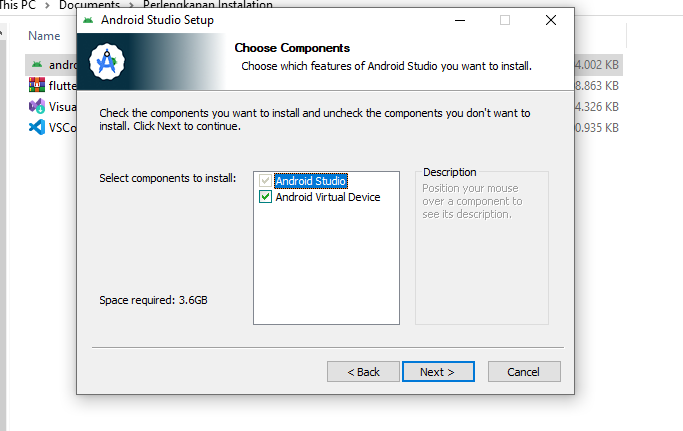 This PC > Documents > Perlengkapan Instalation
Android Studio Setup
Name
Choose Components
Choose which features of Android Studio you want to install.
andro
4.002 KB
flutte
8.863 KB
Visua
4.326 KB
VSCo
0.935 KB
Check the components you want to install and uncheck the components you don't want to
install. Click Next to continue.
Select components to install:
Android Studio
Android Virtual Device
Description
Position your mouse
over a component to
see its description.
Space required: 3.6GB
< Back
Next >
Cancel